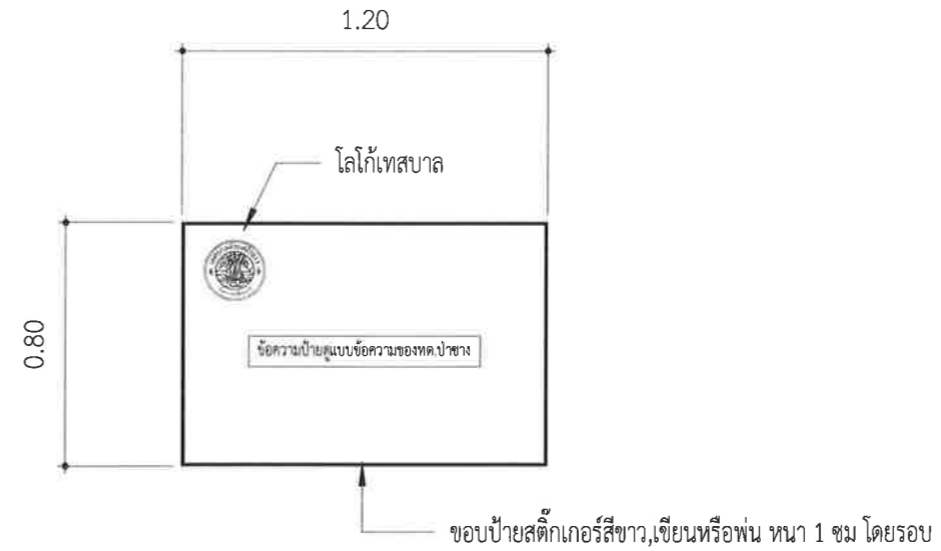 1.20
โลโก้เทสบาล
0.80
ข้อความป้ายดูแบบข้อความของทต.ป่าซาง
ขอบป้ายสติ๊กเกอร์สีขาว,เขียนหรือพ่น หนา 1 ซม โดยรอบ